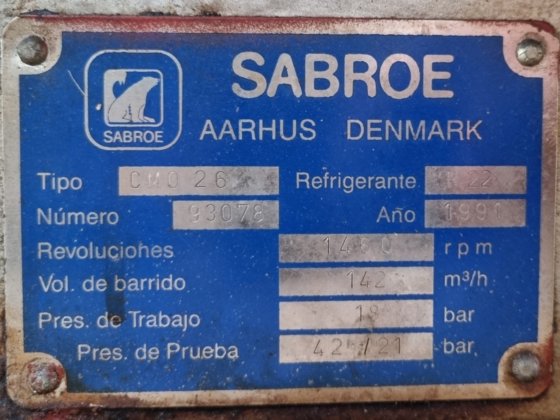 SABROE
SABROE
AARHUS DENMARK
Tipo CMO 26 Refrigerante R22
Número 93078 Año 1991
Revoluciones 1460 rpm
Vol. de barrido 142 m³/h
Pres. de Trabajo 18 bar
Pres. de Prueba 42 / 21 bar